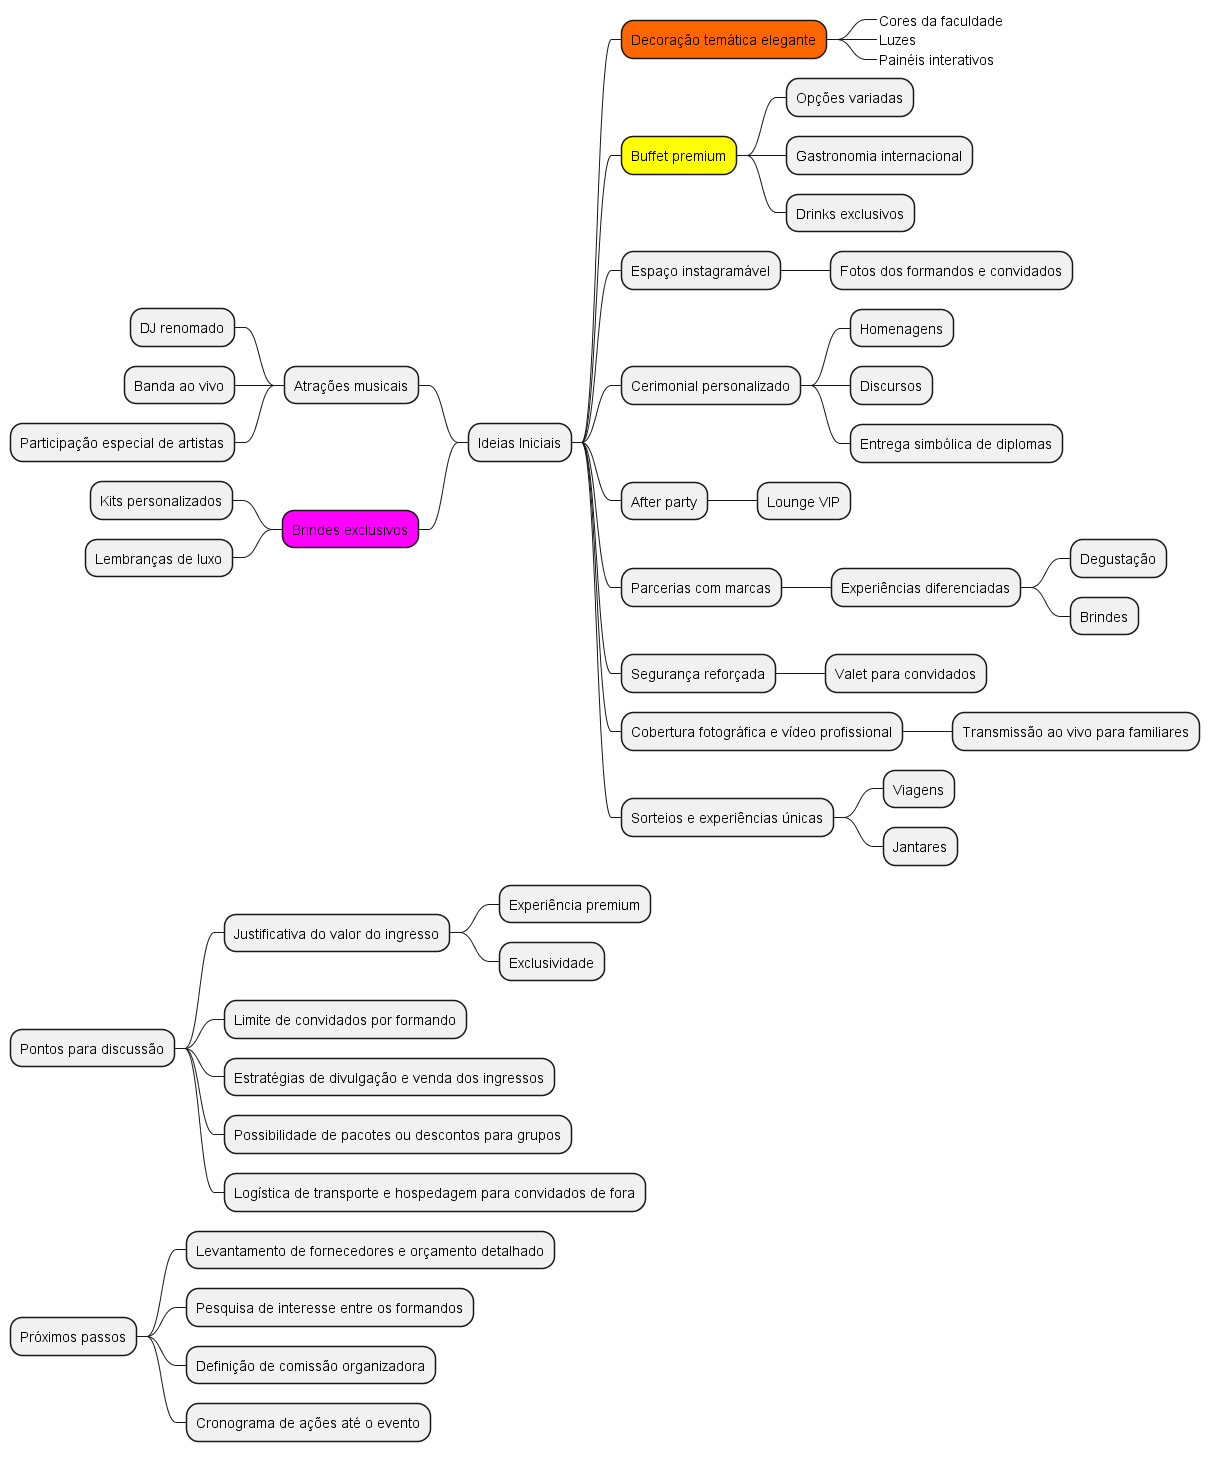 Ideias Iniciais
Decoração temática elegante
Cores da faculdade
Luzes
Painéis interativos
Buffet premium
Opções variadas
Gastronomia internacional
Drinks exclusivos
Espaço instagramável
Fotos dos formandos e convidados
Cerimonial personalizado
Homenagens
Discursos
Entrega simbólica de diplomas
After party
Lounge VIP
Parcerias com marcas
Experiências diferenciadas
Degustação
Brindes
Segurança reforçada
Valet para convidados
Cobertura fotográfica e vídeo profissional
Transmissão ao vivo para familiares
Sorteios e experiências únicas
Viagens
Jantares
Atrações musicais
DJ renomado
Banda ao vivo
Participação especial de artistas
Brindes exclusivos
Kits personalizados
Lembranças de luxo
Pontos para discussão
Justificativa do valor do ingresso
Experiência premium
Exclusividade
Limite de convidados por formando
Estratégias de divulgação e venda dos ingressos
Possibilidade de pacotes ou descontos para grupos
Logística de transporte e hospedagem para convidados de fora
Próximos passos
Levantamento de fornecedores e orçamento detalhado
Pesquisa de interesse entre os formandos
Definição de comissão organizadora
Cronograma de ações até o evento